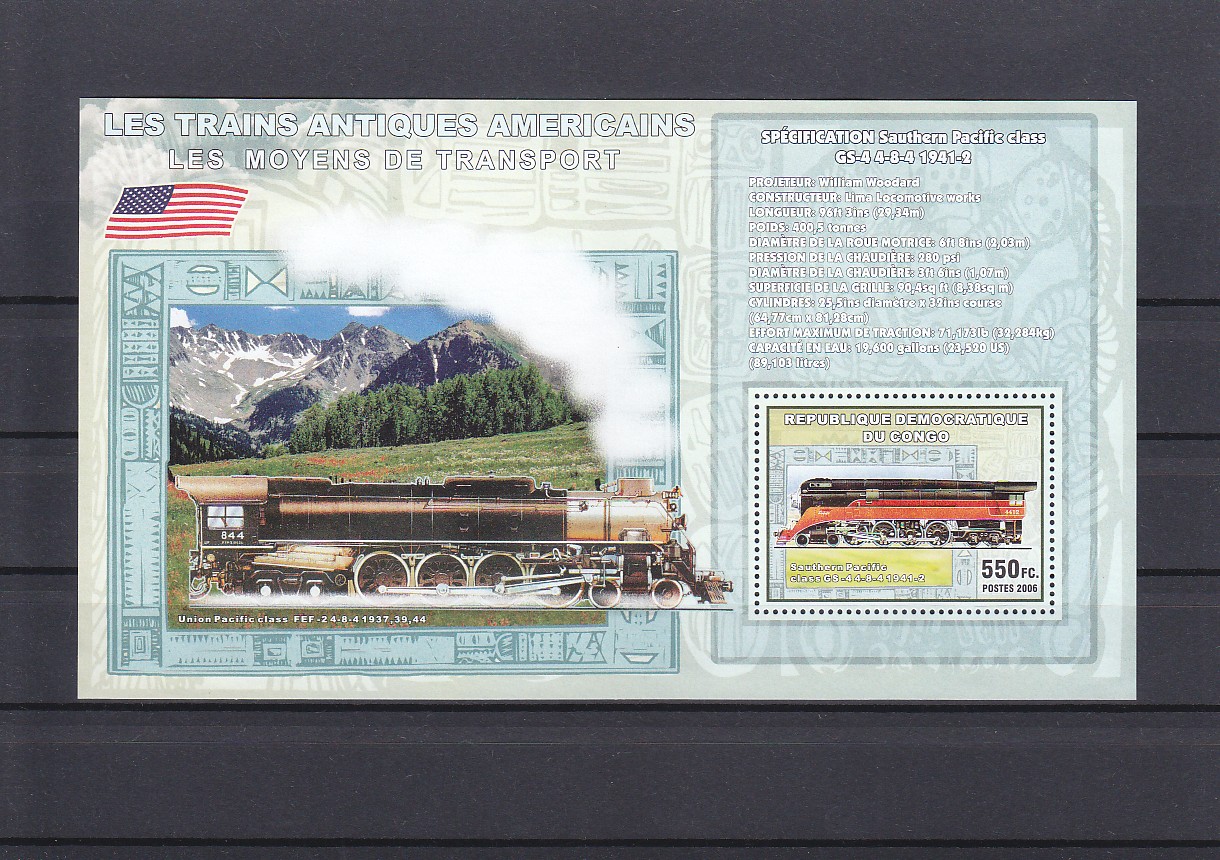 LES TRAINS ANTIQUES AMERICAINS
LES MOYENS DE TRANSPORT
844
Union Pacific class FEF-2 4-8-4 1937,39,44
SPÉCIFICATION Sauthern Pacific class
GS-4 4-8-4 1941-2
PROJETEUR: William Woodard
CONSTRUCTEUR: Lima Locomotive works
LONGUEUR: 96ft 3ins (29,34m)
POIDS: 400,5 tonnes
DIAMÈTRE DE LA ROUE MOTRICE: 6ft 8ins (2,03m)
PRESSION DE LA CHAUDIÈRE: 280 psi
DIAMÈTRE DE LA CHAUDIÈRE: 3ft 6ins (1,07m)
SUPERFICIE DE LA GRILLE: 90,4sq ft (8,38sq m)
CYLINDRES: 25,5ins diamétre x 32ins course
(64,77cm x 81,28cm)
EFFORT MAXIMUM DE TRACTION: 71,173lb (32,284kg)
CAPACITÉ EN EAU: 19,600 gallons (23,520 US)
(89,103 litres)
REPUBLIQUE DEMOCRATIQUE
DU CONGO
4412
Sauthern Pacific
class GS-4 4-8-4 1941-2
550FC.
POSTES 2006